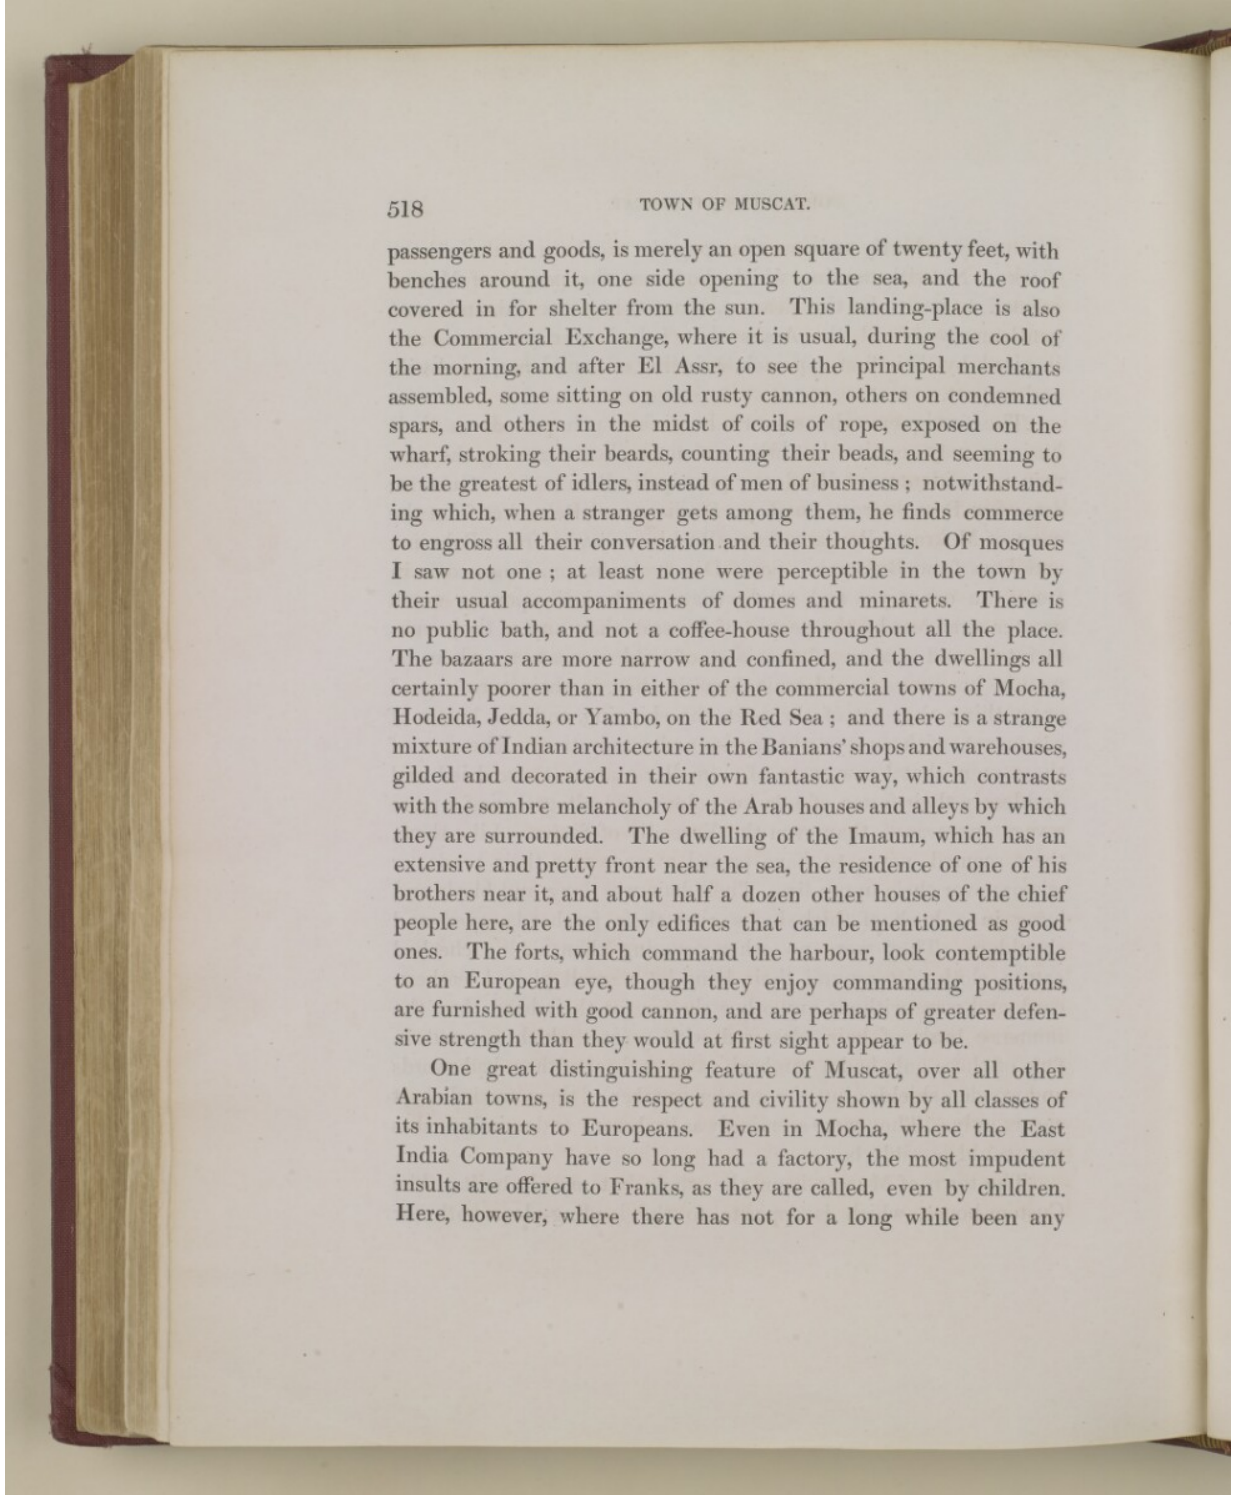 518
TOWN OF MUSCAT.
passengers and goods, is merely an open square of twenty feet, with
benches around it, one side opening to the sea, and the roof
covered in for shelter from the sun. This landing-place is also
the Commercial Exchange, where it is usual, during the cool of
the morning, and after El Assr, to see the principal merchants
assembled, some sitting on old rusty cannon, others on condemned
spars, and others in the midst of coils of rope, exposed on the
wharf, stroking their beards, counting their beads, and seeming to
be the greatest of idlers, instead of men of business ; notwithstand-
ing which, when a stranger gets among them, he finds commerce
to engross all their conversation and their thoughts. Of mosques
I saw not one ; at least none were perceptible in the town by
their usual accompaniments of domes and minarets. There is
no public bath, and not a coffee-house throughout all the place.
The bazaars are more narrow and confined, and the dwellings all
certainly poorer than in either of the commercial towns of Mocha,
Hodeida, Jedda, or Yambo, on the Red Sea ; and there is a strange
mixture of Indian architecture in the Banians' shops and warehouses,
gilded and decorated in their own fantastic way, which contrasts
with the sombre melancholy of the Arab houses and alleys by which
they are surrounded. The dwelling of the Imaum, which has an
extensive and pretty front near the sea, the residence of one of his
brothers near it, and about half a dozen other houses of the chief
people here, are the only edifices that can be mentioned as good
ones. The forts, which command the harbour, look contemptible
to an European eye, though they enjoy commanding positions,
are furnished with good cannon, and are perhaps of greater defen-
sive strength than they would at first sight appear to be.
One great distinguishing feature of Muscat, over all other
Arabian towns, is the respect and civility shown by all classes of
its inhabitants to Europeans. Even in Mocha, where the East
India Company have so long had a factory, the most impudent
insults are offered to Franks, as they are called, even by children.
Here, however, where there has not for a long while been any